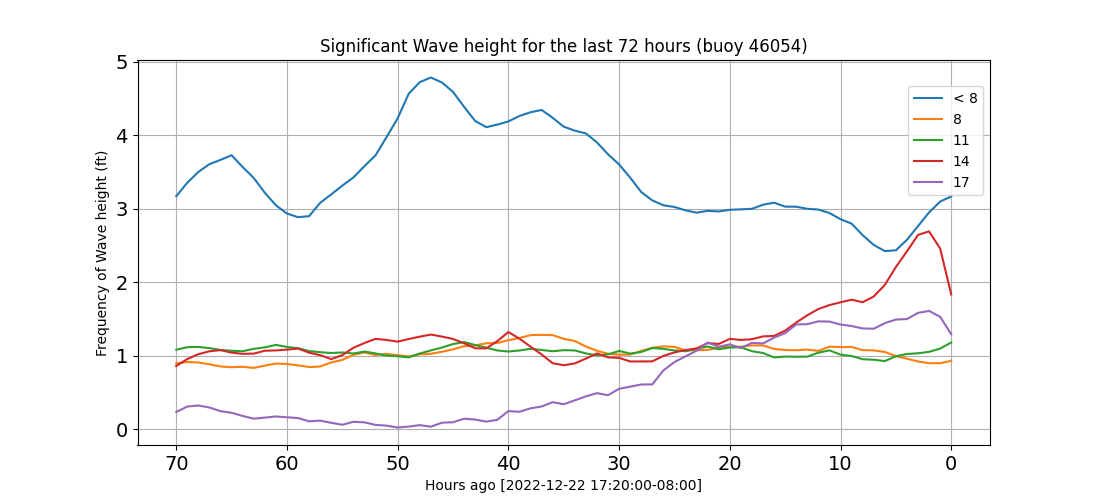 Significant Wave height for the last 72 hours (buoy 46054)
Frequency of Wave height (ft)
5
4
3
2
1
0
< 8
8
11
14
17
70 60 50 40 30 20 10 0
Hours ago [2022-12-22 17:20:00-08:00]